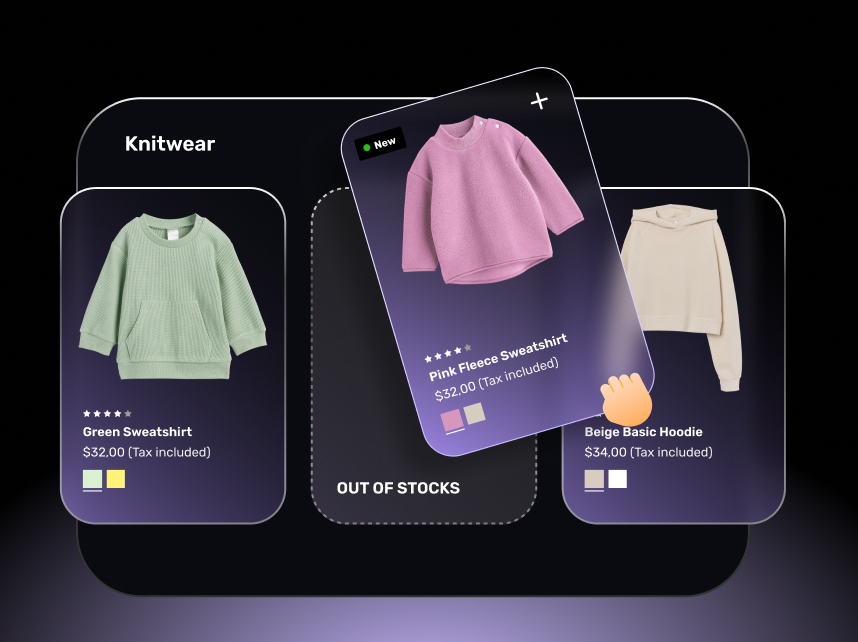 Knitwear
New
Green Sweatshirt
$32,00 (Tax included)
Pink Fleece Sweatshirt
$32,00 (Tax included)
OUT OF STOCKS
Beige Basic Hoodie
$34,00 (Tax included)